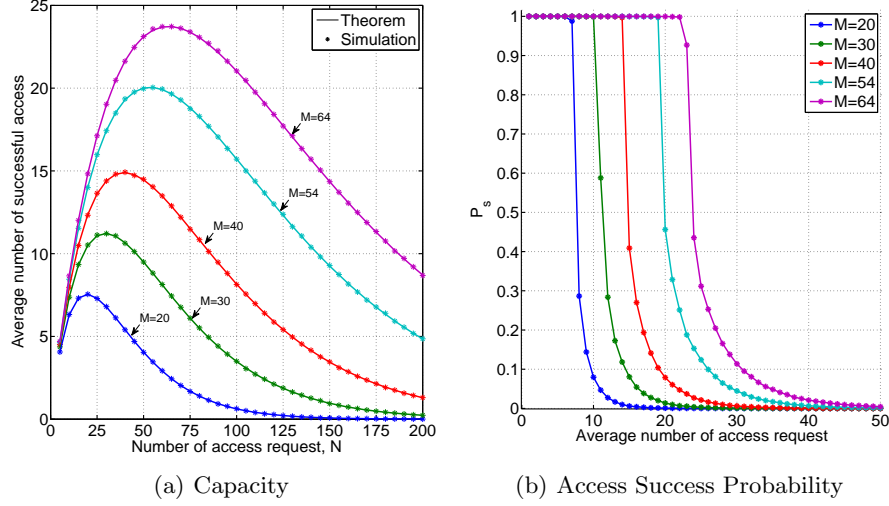 25
20
15
10
5
0
Average number of successful access
0
25
50
75
100
125
150
175
200
Number of access request, N
Theorem
Simulation
M=64
M=54
M=40
M=30
M=20
(a) Capacity
1
0.9
0.8
0.7
0.6
0.5
0.4
0.3
0.2
0.1
0
P_s
0
10
20
30
40
50
Average number of access request
M=20
M=30
M=40
M=54
M=64
(b) Access Success Probability